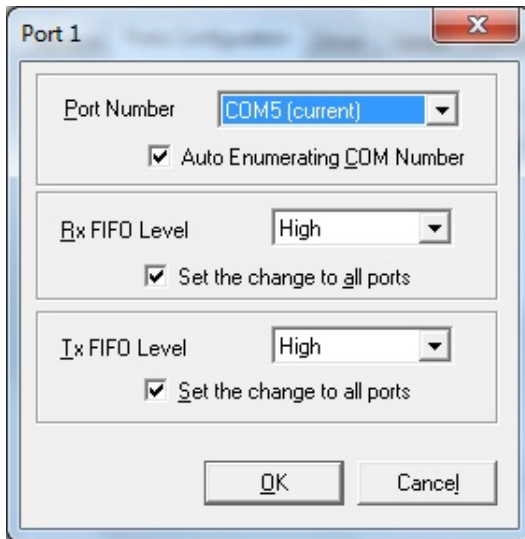 Port 1
Port Number COM5 (current)
Auto Enumerating COM Number
Rx FIFO Level High
Set the change to all ports
Tx FIFO Level High
Set the change to all ports
OK Cancel